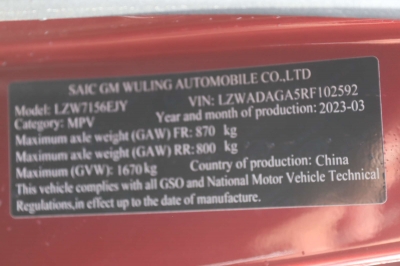 SAIC GM WULING AUTOMOBILE CO.,LTD
Model: LZW7156EJY VIN: LZWADAGA5RF102592
Category: MPV Year and month of production: 2023-03
Maximum axle weight (GAW) FR: 870 kg
Maximum axle weight (GAW) RR: 800 kg
Maximum (GVW): 1670 kg Country of production: China
This vehicle complies with all GSO and National Motor Vehicle Technical
Regulations,in effect up to the date of manufacture.